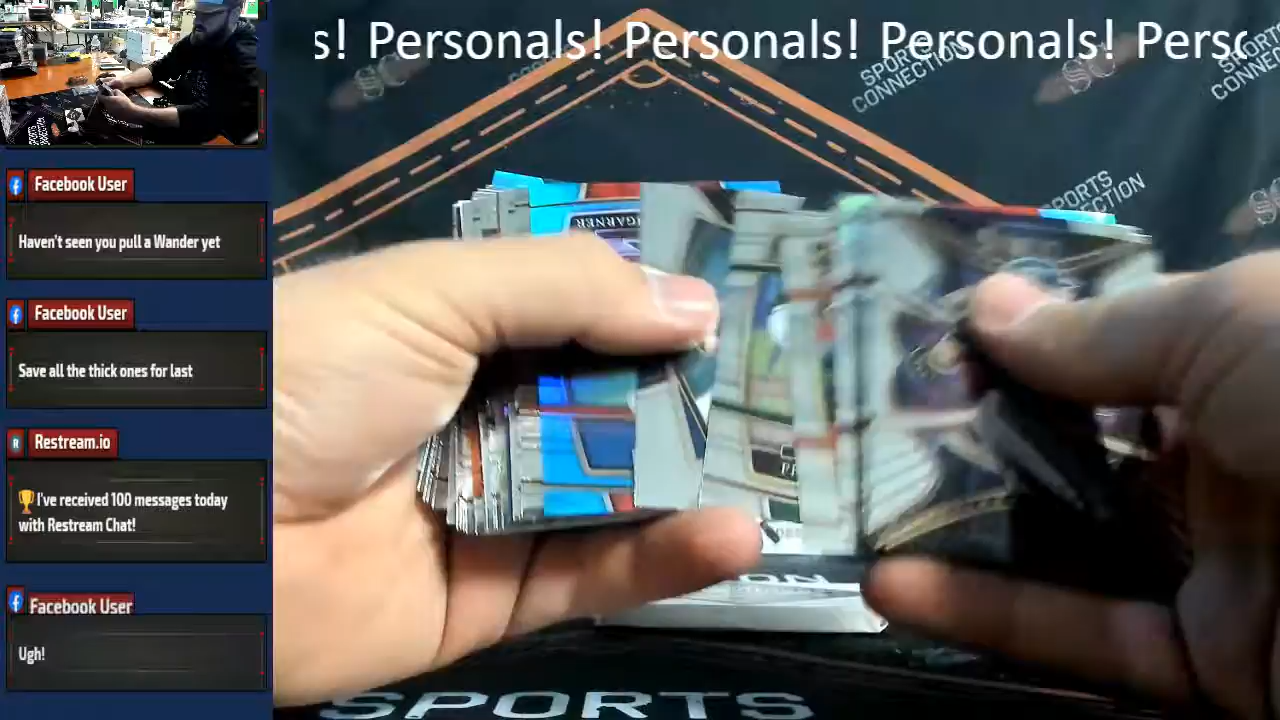 s! Personals! Personals! Personals! Perso
Facebook User
Haven't seen you pull a Wander yet
Facebook User
Save all the thick ones for last
Restream.io
🏆I've received 100 messages today
with Restream Chat!
Facebook User
Ugh!
SPORTS
CONNECTION
SPORTS
CONNECTION
SPORTS
CONNECTION
SC
SC
GARNER
SPORTS